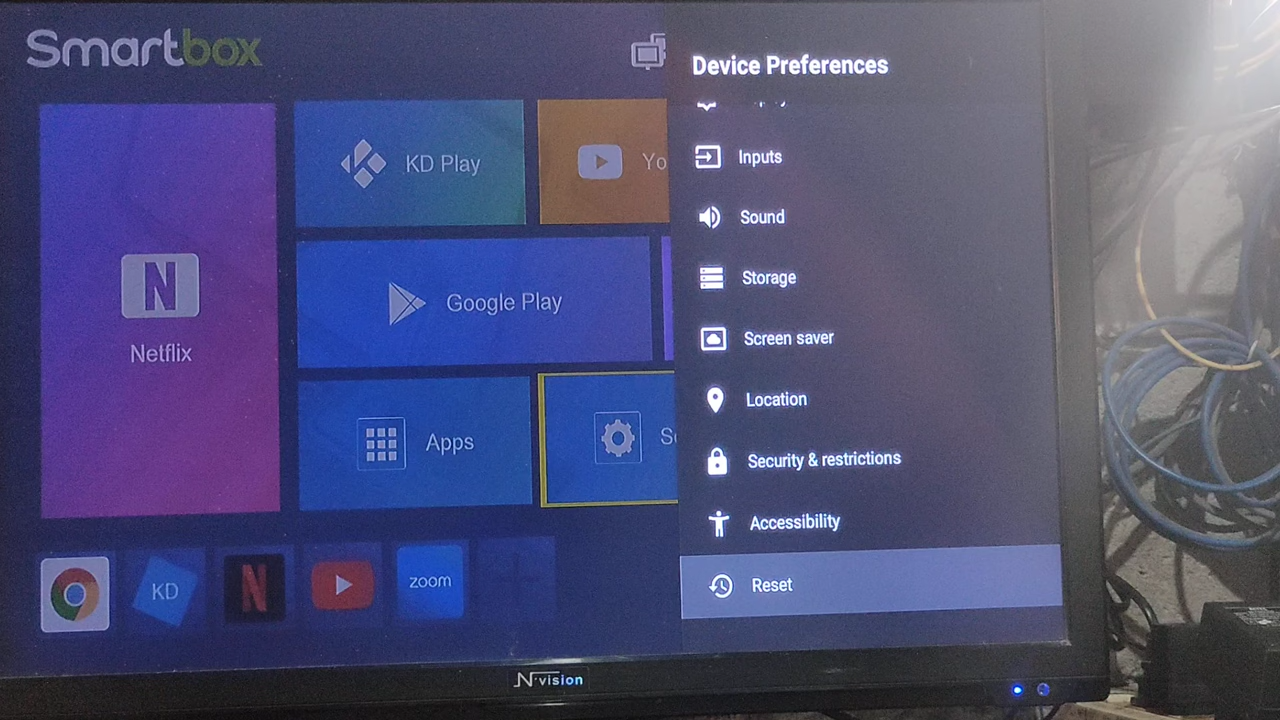 Smartbox
Device Preferences
Inputs
Sound
Storage
Screen saver
Location
Security & restrictions
Accessibility
Reset
N
Netflix
KD Play
Yo
Google Play
Apps
KD
N
zoom
N-vision